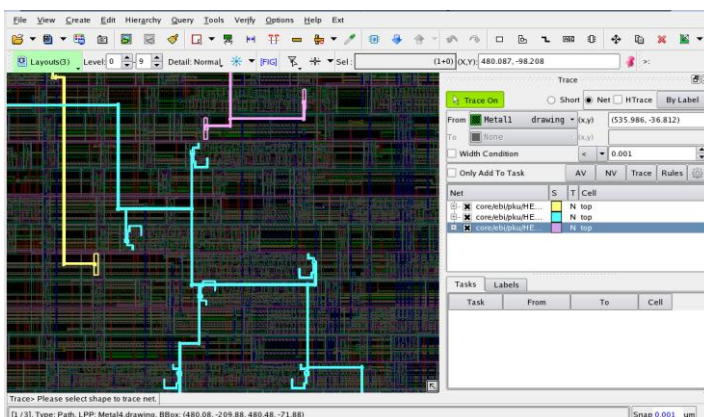 File View Create Edit Hierarchy Query Tools Verify Options Help Ext
Layouts(3) Level: 0 9 Detail: Normal [FIG] Sel : (1+0) (X,Y): 480.087, -98.208 >:
Trace
Trace On Short Net HTrace By Label
From Metal1 drawing (x,y) (535.986, -36.812)
To None (x,y)
Width Condition < 0.001
Only Add To Task AV NV Trace Rules
Net S T Cell
core/ebi/pku/HE... N top
core/ebi/pku/HE... N top
core/ebi/pku/HE... N top
Tasks Labels
Task From To Cell
Trace> Please select shape to trace net.
[1 /3], Type: Path, LPP: Metal4.drawing, BBox: (480.08, -209.88, 480.48, -71.88) Snap 0.001 um